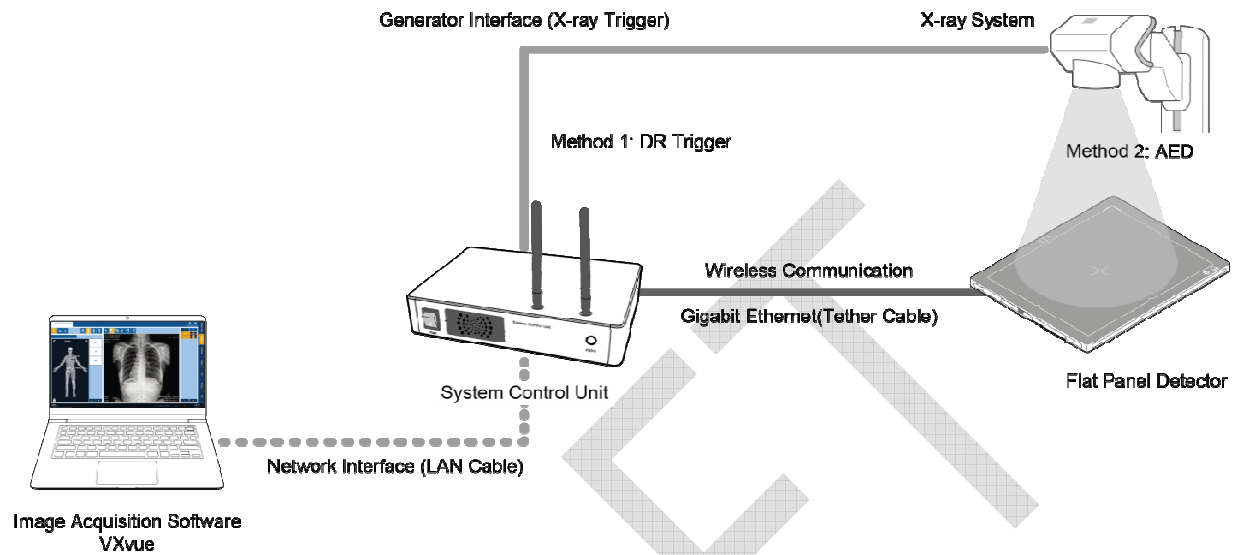 Generator Interface (X-ray Trigger)
X-ray System
Method 1: DR Trigger
Method 2: AED
Wireless Communication
Gigabit Ethernet(Tether Cable)
System Control Unit
Flat Panel Detector
Network Interface (LAN Cable)
Image Acquisition Software
VXvue